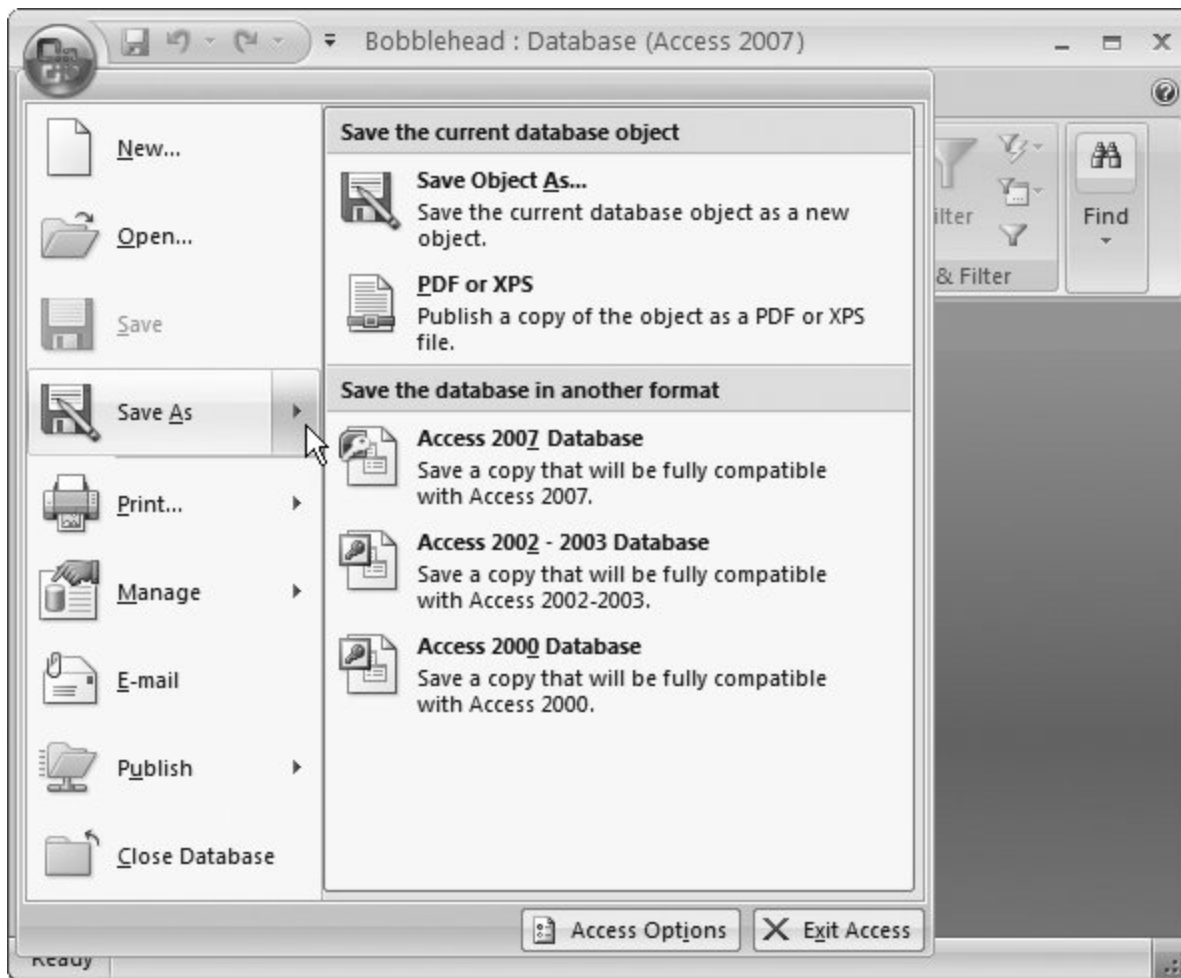 Bobblehead : Database (Access 2007)
New...
Open...
Save
Save As
Print...
Manage
E-mail
Publish
Close Database
Save the current database object
Save Object As...
Save the current database object as a new
object.
PDF or XPS
Publish a copy of the object as a PDF or XPS
file.
Save the database in another format
Access 2007 Database
Save a copy that will be fully compatible
with Access 2007.
Access 2002 - 2003 Database
Save a copy that will be fully compatible
with Access 2002-2003.
Access 2000 Database
Save a copy that will be fully compatible
with Access 2000.
ilter
& Filter
Find
Access Options
Exit Access
Ready